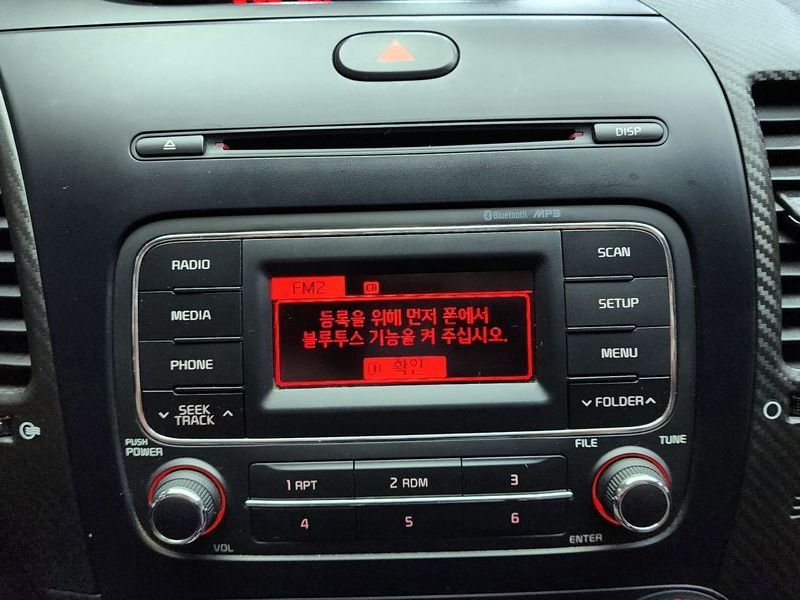 DISP
Bluetooth MP3
RADIO
MEDIA
PHONE
SEEK
TRACK
FM2
등록을 위해 먼저 폰에서
블루투스 기능을 켜 주십시오.
1 확인
SCAN
SETUP
MENU
FOLDER
PUSH
POWER
VOL
1 RPT
2 RDM
3
4
5
6
FILE
TUNE
ENTER